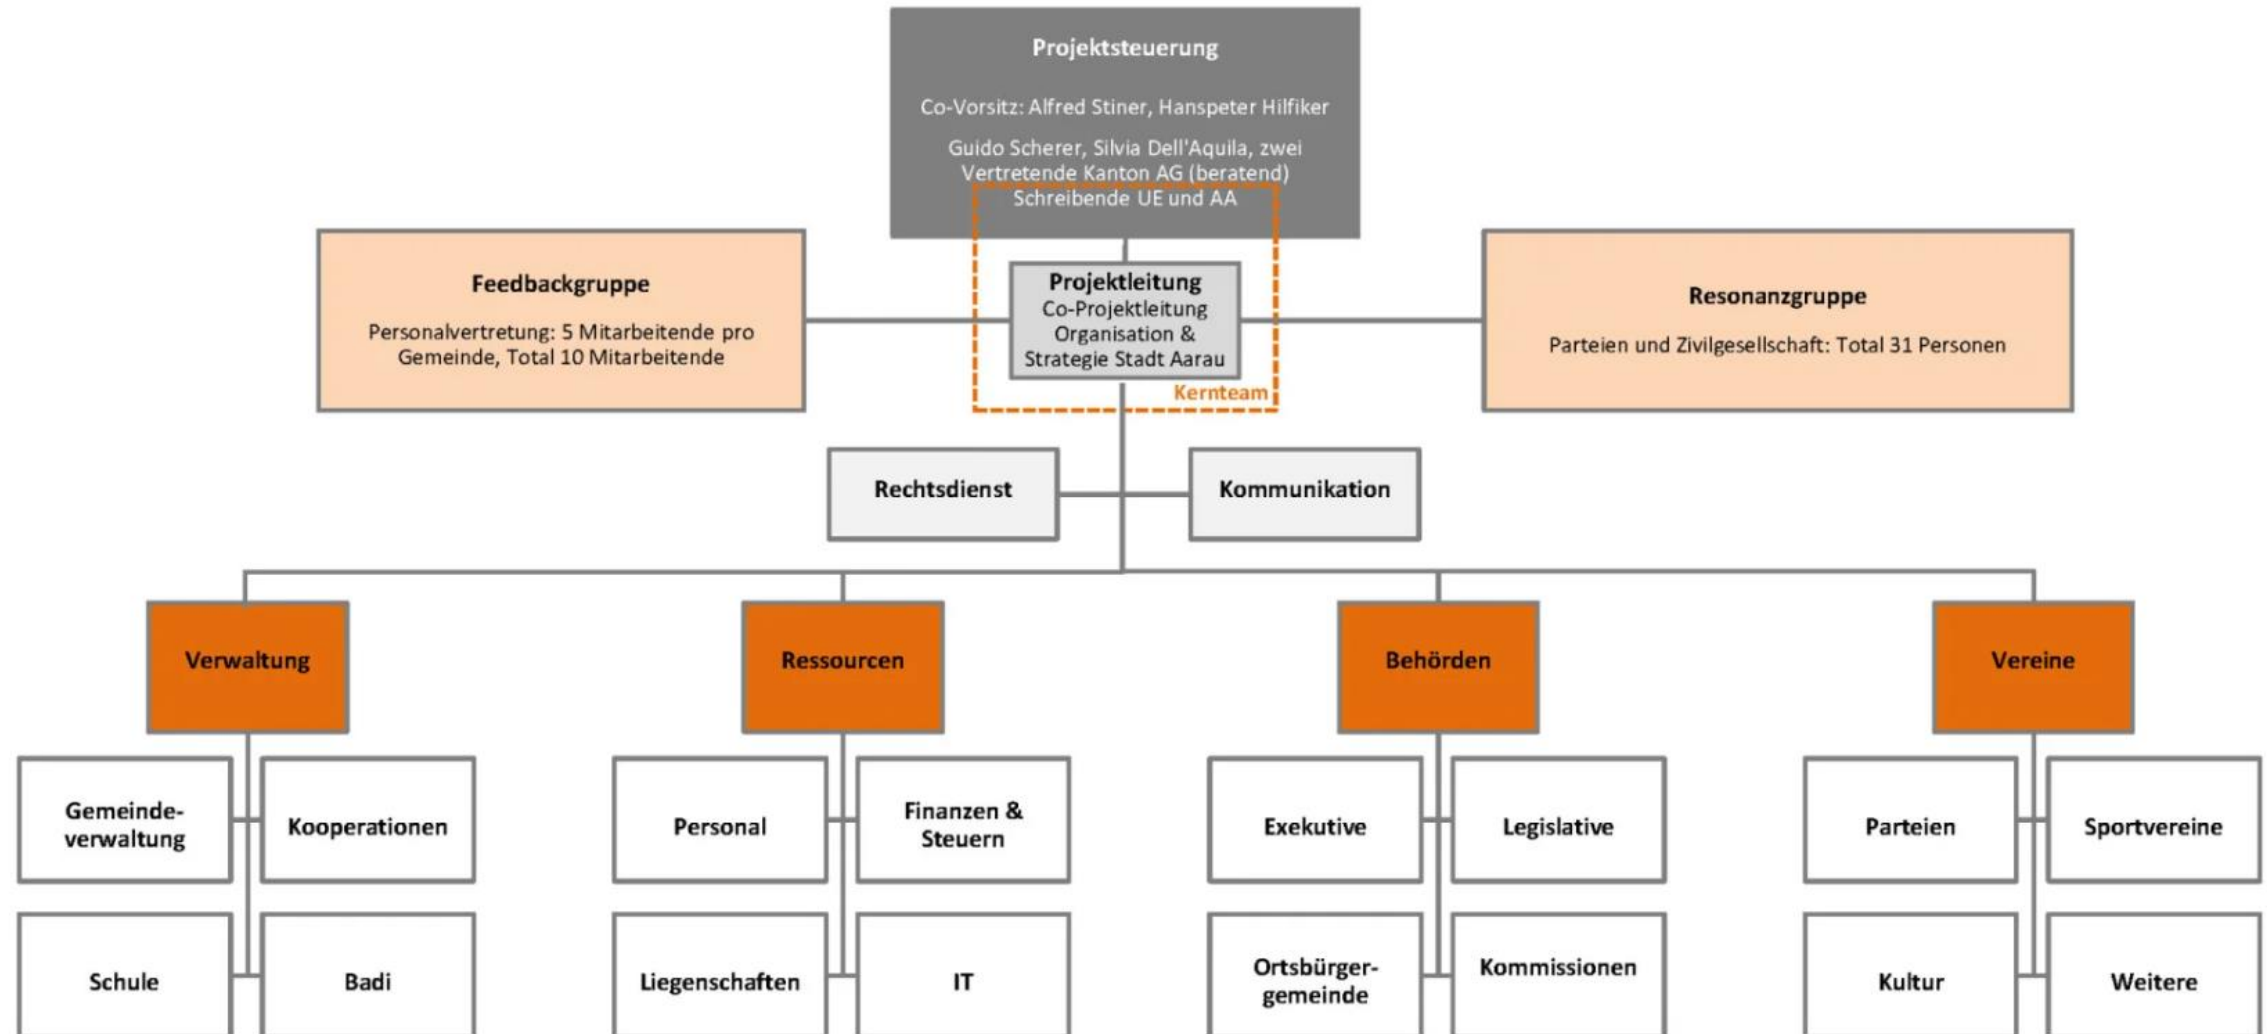 Projektsteuerung
Co-Vorsitz: Alfred Stiner, Hanspeter Hilfiker
Guido Scherer, Silvia Dell'Aquila, zwei
Vertretende Kanton AG (beratend)
Schreibende UE und AA
Feedbackgruppe
Personalvertretung: 5 Mitarbeitende pro
Gemeinde, Total 10 Mitarbeitende
Projektleitung
Co-Projektleitung
Organisation &
Strategie Stadt Aarau
Kernteam
Resonanzgruppe
Parteien und Zivilgesellschaft: Total 31 Personen
Rechtsdienst
Kommunikation
Verwaltung
Ressourcen
Behörden
Vereine
Gemeinde-
verwaltung
Kooperationen
Personal
Finanzen &
Steuern
Exekutive
Legislative
Parteien
Sportvereine
Schule
Badi
Liegenschaften
IT
Ortsbürger-
gemeinde
Kommissionen
Kultur
Weitere